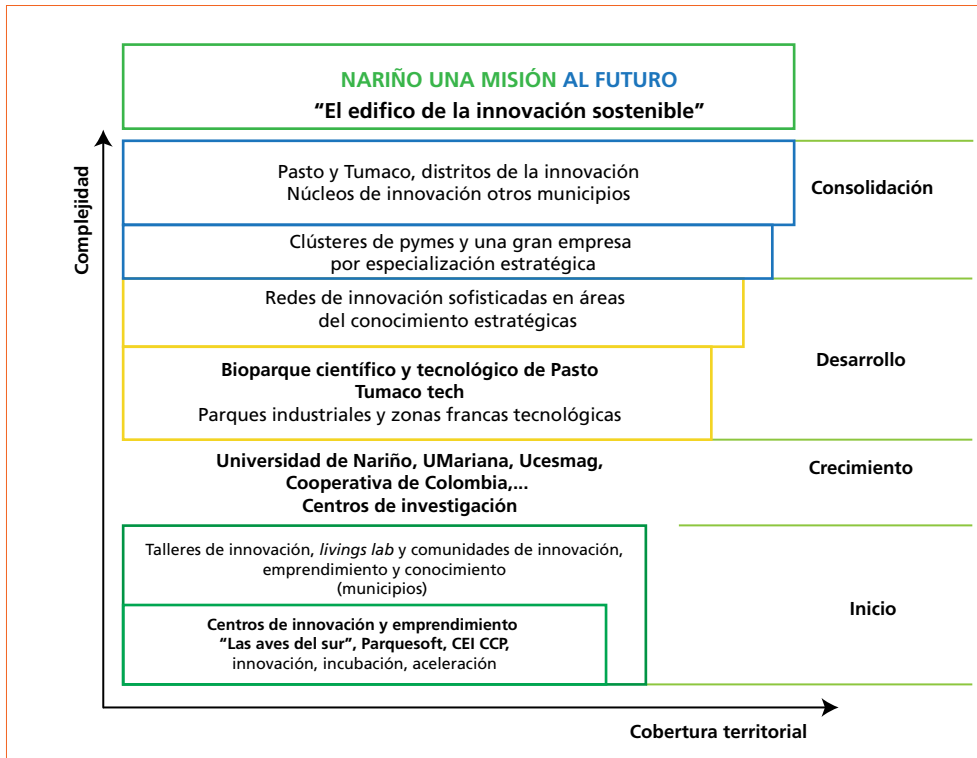 NARIÑO UNA MISIÓN AL FUTURO
“El edifico de la innovación sostenible”
Complejidad
Pasto y Tumaco, distritos de la innovación
Núcleos de innovación otros municipios
Consolidación
Clústeres de pymes y una gran empresa
por especialización estratégica
Redes de innovación sofisticadas en áreas
del conocimiento estratégicas
Desarrollo
Bioparque científico y tecnológico de Pasto
Tumaco tech
Parques industriales y zonas francas tecnológicas
Universidad de Nariño, UMariana, Ucesmag,
Cooperativa de Colombia,...
Centros de investigación
Crecimiento
Talleres de innovación, livings lab y comunidades de innovación,
emprendimiento y conocimiento
(municipios)
Inicio
Centros de innovación y emprendimiento
“Las aves del sur”, Parquesoft, CEI CCP,
innovación, incubación, aceleración
Cobertura territorial